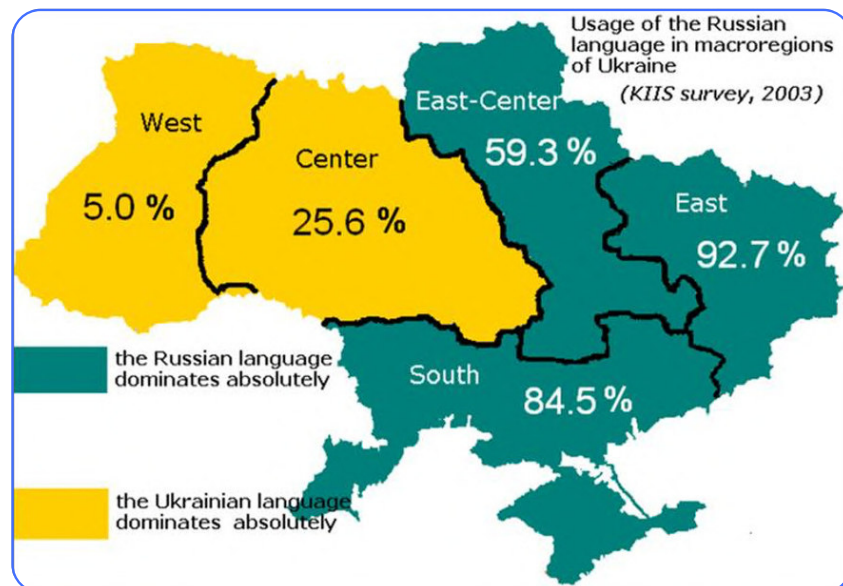 Usage of the Russian
language in macroregions
of Ukraine
(KIIS survey, 2003)
West
5.0 %
Center
25.6 %
East-Center
59.3 %
East
92.7 %
South
84.5 %
the Russian language
dominates absolutely
the Ukrainian language
dominates absolutely